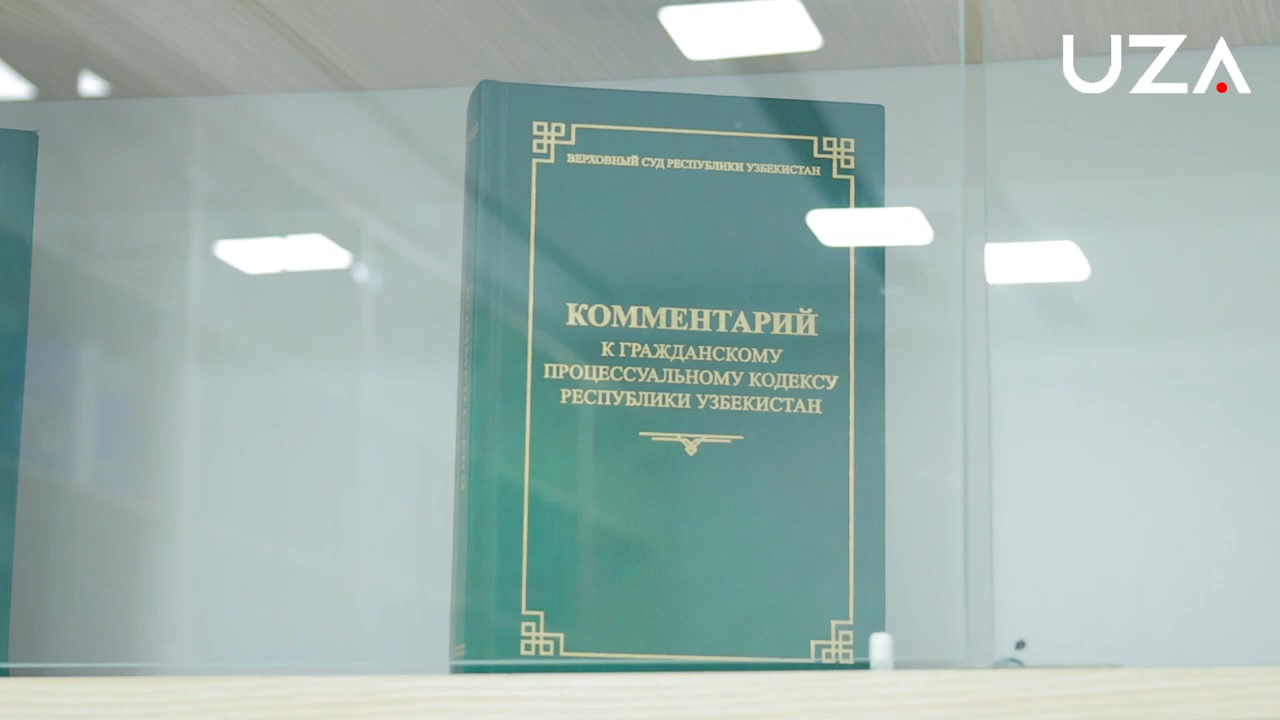 UZA
ВЕРХОВНЫЙ СУД РЕСПУБЛИКИ УЗБЕКИСТАН
КОММЕНТАРИЙ
К ГРАЖДАНСКОМУ
ПРОЦЕССУАЛЬНОМУ КОДЕКСУ
РЕСПУБЛИКИ УЗБЕКИСТАН